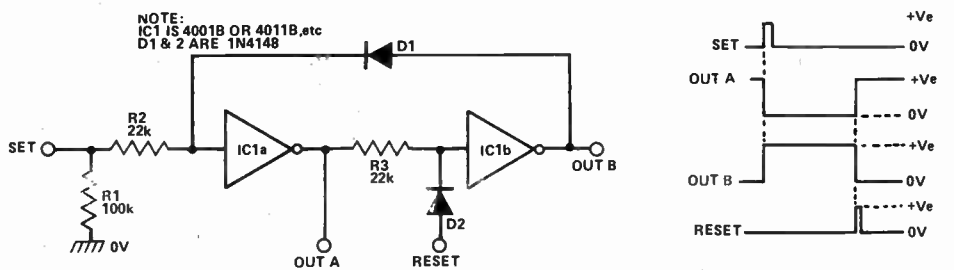 NOTE:
IC1 IS 4001B OR 4011B,etc
D1 & 2 ARE 1N4148
D1
R2
22k
SET
IC1a
R3
22k
IC1b
OUT B
R1
100k
0V
D2
OUT A
RESET
+Ve
SET
0V
OUT A
+Ve
0V
+Ve
OUT B
0V
+Ve
RESET
0V